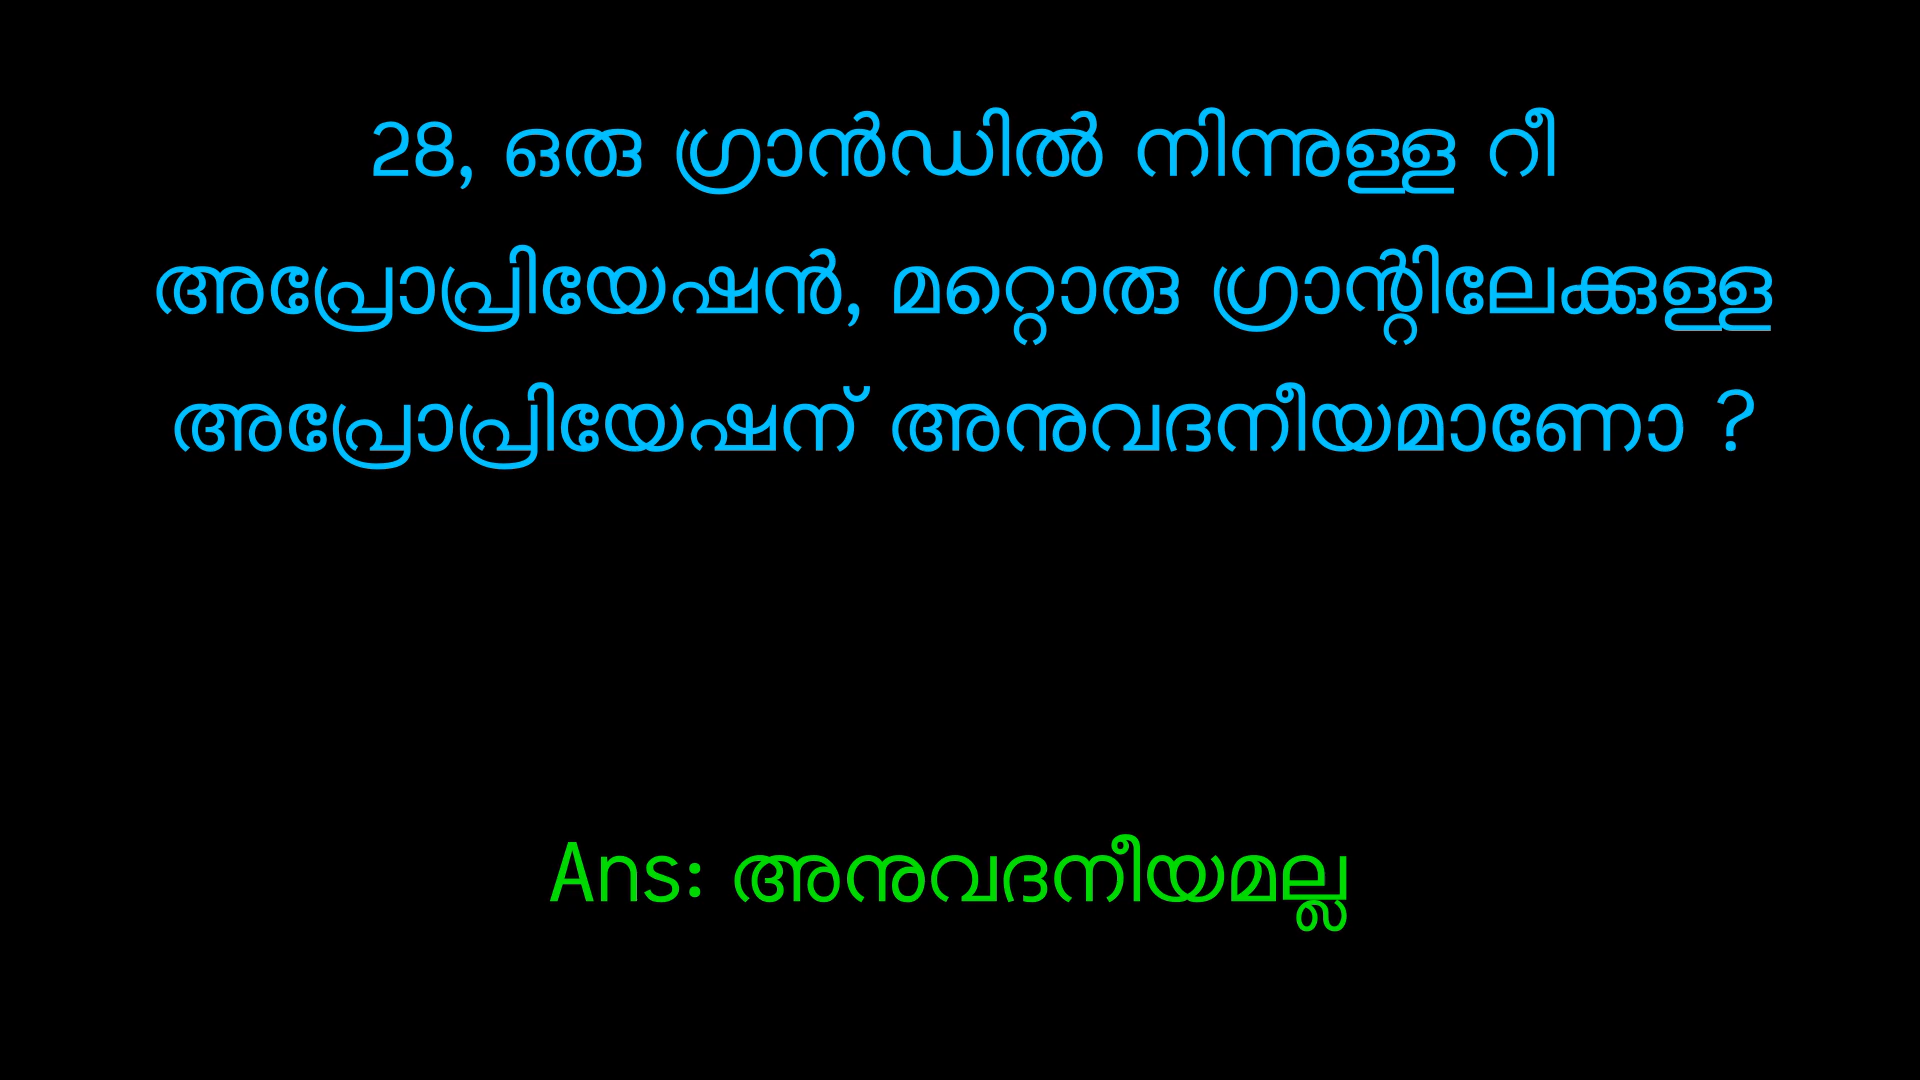 28, ഒരു ഗ്രാൻഡിൽ നിന്നുള്ള റീ
അപ്രോപ്രിയേഷൻ, മറ്റൊരു ഗ്രാന്റിലേക്കുള്ള
അപ്രോപ്രിയേഷന് അനുവദനീയമാണോ ?
Ans: അനുവദനീയമല്ല